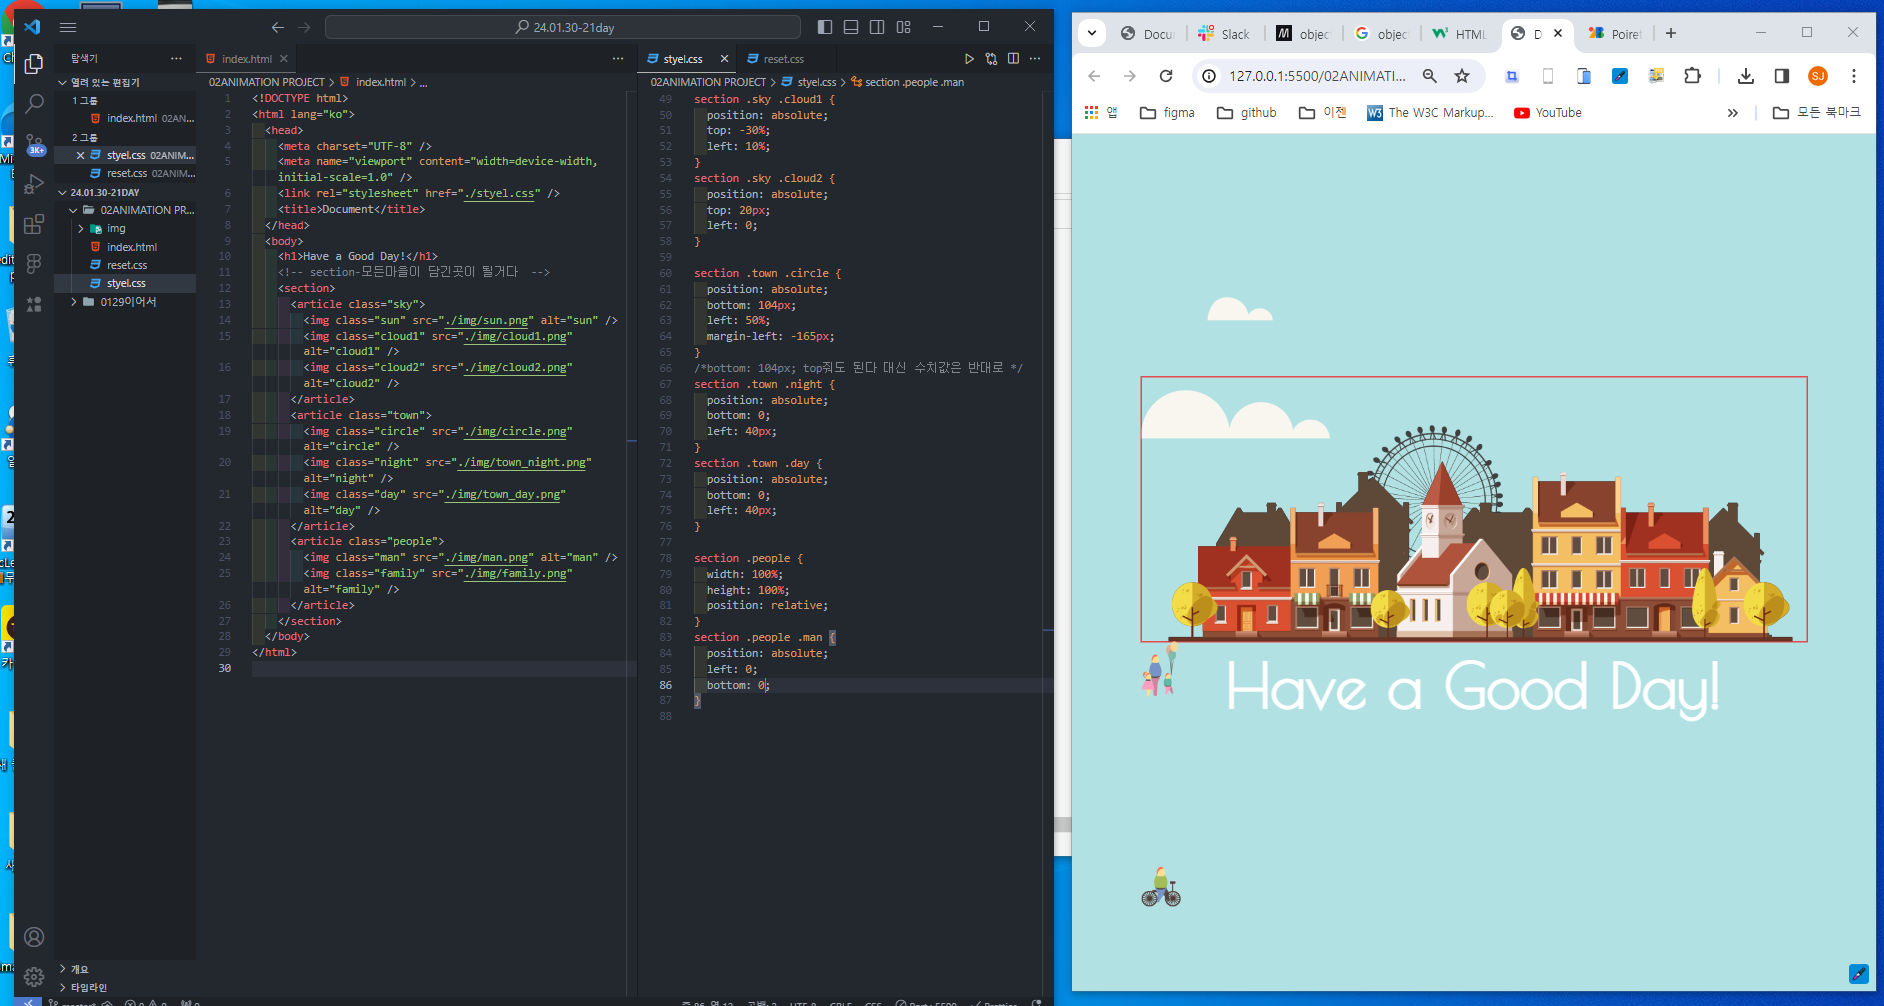 24.01.30-21day
탐색기
열려 있는 편집기
1 그룹
index.html 02AN...
2 그룹
styel.css 02ANIM...
reset.css 02ANIM...
24.01.30-21DAY
02ANIMATION PR...
img
index.html
reset.css
styel.css
0129이어서
3K+
개요
타임라인
index.html
02ANIMATION PROJECT > index.html > ...
1 <!DOCTYPE html>
2 <html lang="ko">
3 <head>
4 <meta charset="UTF-8" />
5 <meta name="viewport" content="width=device-width,
initial-scale=1.0" />
6 <link rel="stylesheet" href="./styel.css" />
7 <title>Document</title>
8 </head>
9 <body>
10 <h1>Have a Good Day!</h1>
11 <!-- section-모든마을이 담긴곳이 될거다 -->
12 <section>
13 <article class="sky">
14 <img class="sun" src="./img/sun.png" alt="sun" />
15 <img class="cloud1" src="./img/cloud1.png"
alt="cloud1" />
16 <img class="cloud2" src="./img/cloud2.png"
alt="cloud2" />
17 </article>
18 <article class="town">
19 <img class="circle" src="./img/circle.png"
alt="circle" />
20 <img class="night" src="./img/town_night.png"
alt="night" />
21 <img class="day" src="./img/town_day.png"
alt="day" />
22 </article>
23 <article class="people">
24 <img class="man" src="./img/man.png" alt="man" />
25 <img class="family" src="./img/family.png"
alt="family" />
26 </article>
27 </section>
28 </body>
29 </html>
30
styel.css
reset.css
02ANIMATION PROJECT > styel.css > section .people .man
49 section .sky .cloud1 {
50 position: absolute;
51 top: -30%;
52 left: 10%;
53 }
54 section .sky .cloud2 {
55 position: absolute;
56 top: 20px;
57 left: 0;
58 }
59
60 section .town .circle {
61 position: absolute;
62 bottom: 104px;
63 left: 50%;
64 margin-left: -165px;
65 }
66 /*bottom: 104px; top줘도 된다 대신 수치값은 반대로 */
67 section .town .night {
68 position: absolute;
69 bottom: 0;
70 left: 40px;
71 }
72 section .town .day {
73 position: absolute;
74 bottom: 0;
75 left: 40px;
76 }
77
78 section .people {
79 width: 100%;
80 height: 100%;
81 position: relative;
82 }
83 section .people .man {
84 position: absolute;
85 left: 0;
86 bottom: 0;
87 }
88
Docu
Slack
objec
objec
HTML
D
Poiret
127.0.0.1:5500/02ANIMATI...
SJ
앱
figma
github
이젠
The W3C Markup...
YouTube
모든 북마크
Have a Good Day!